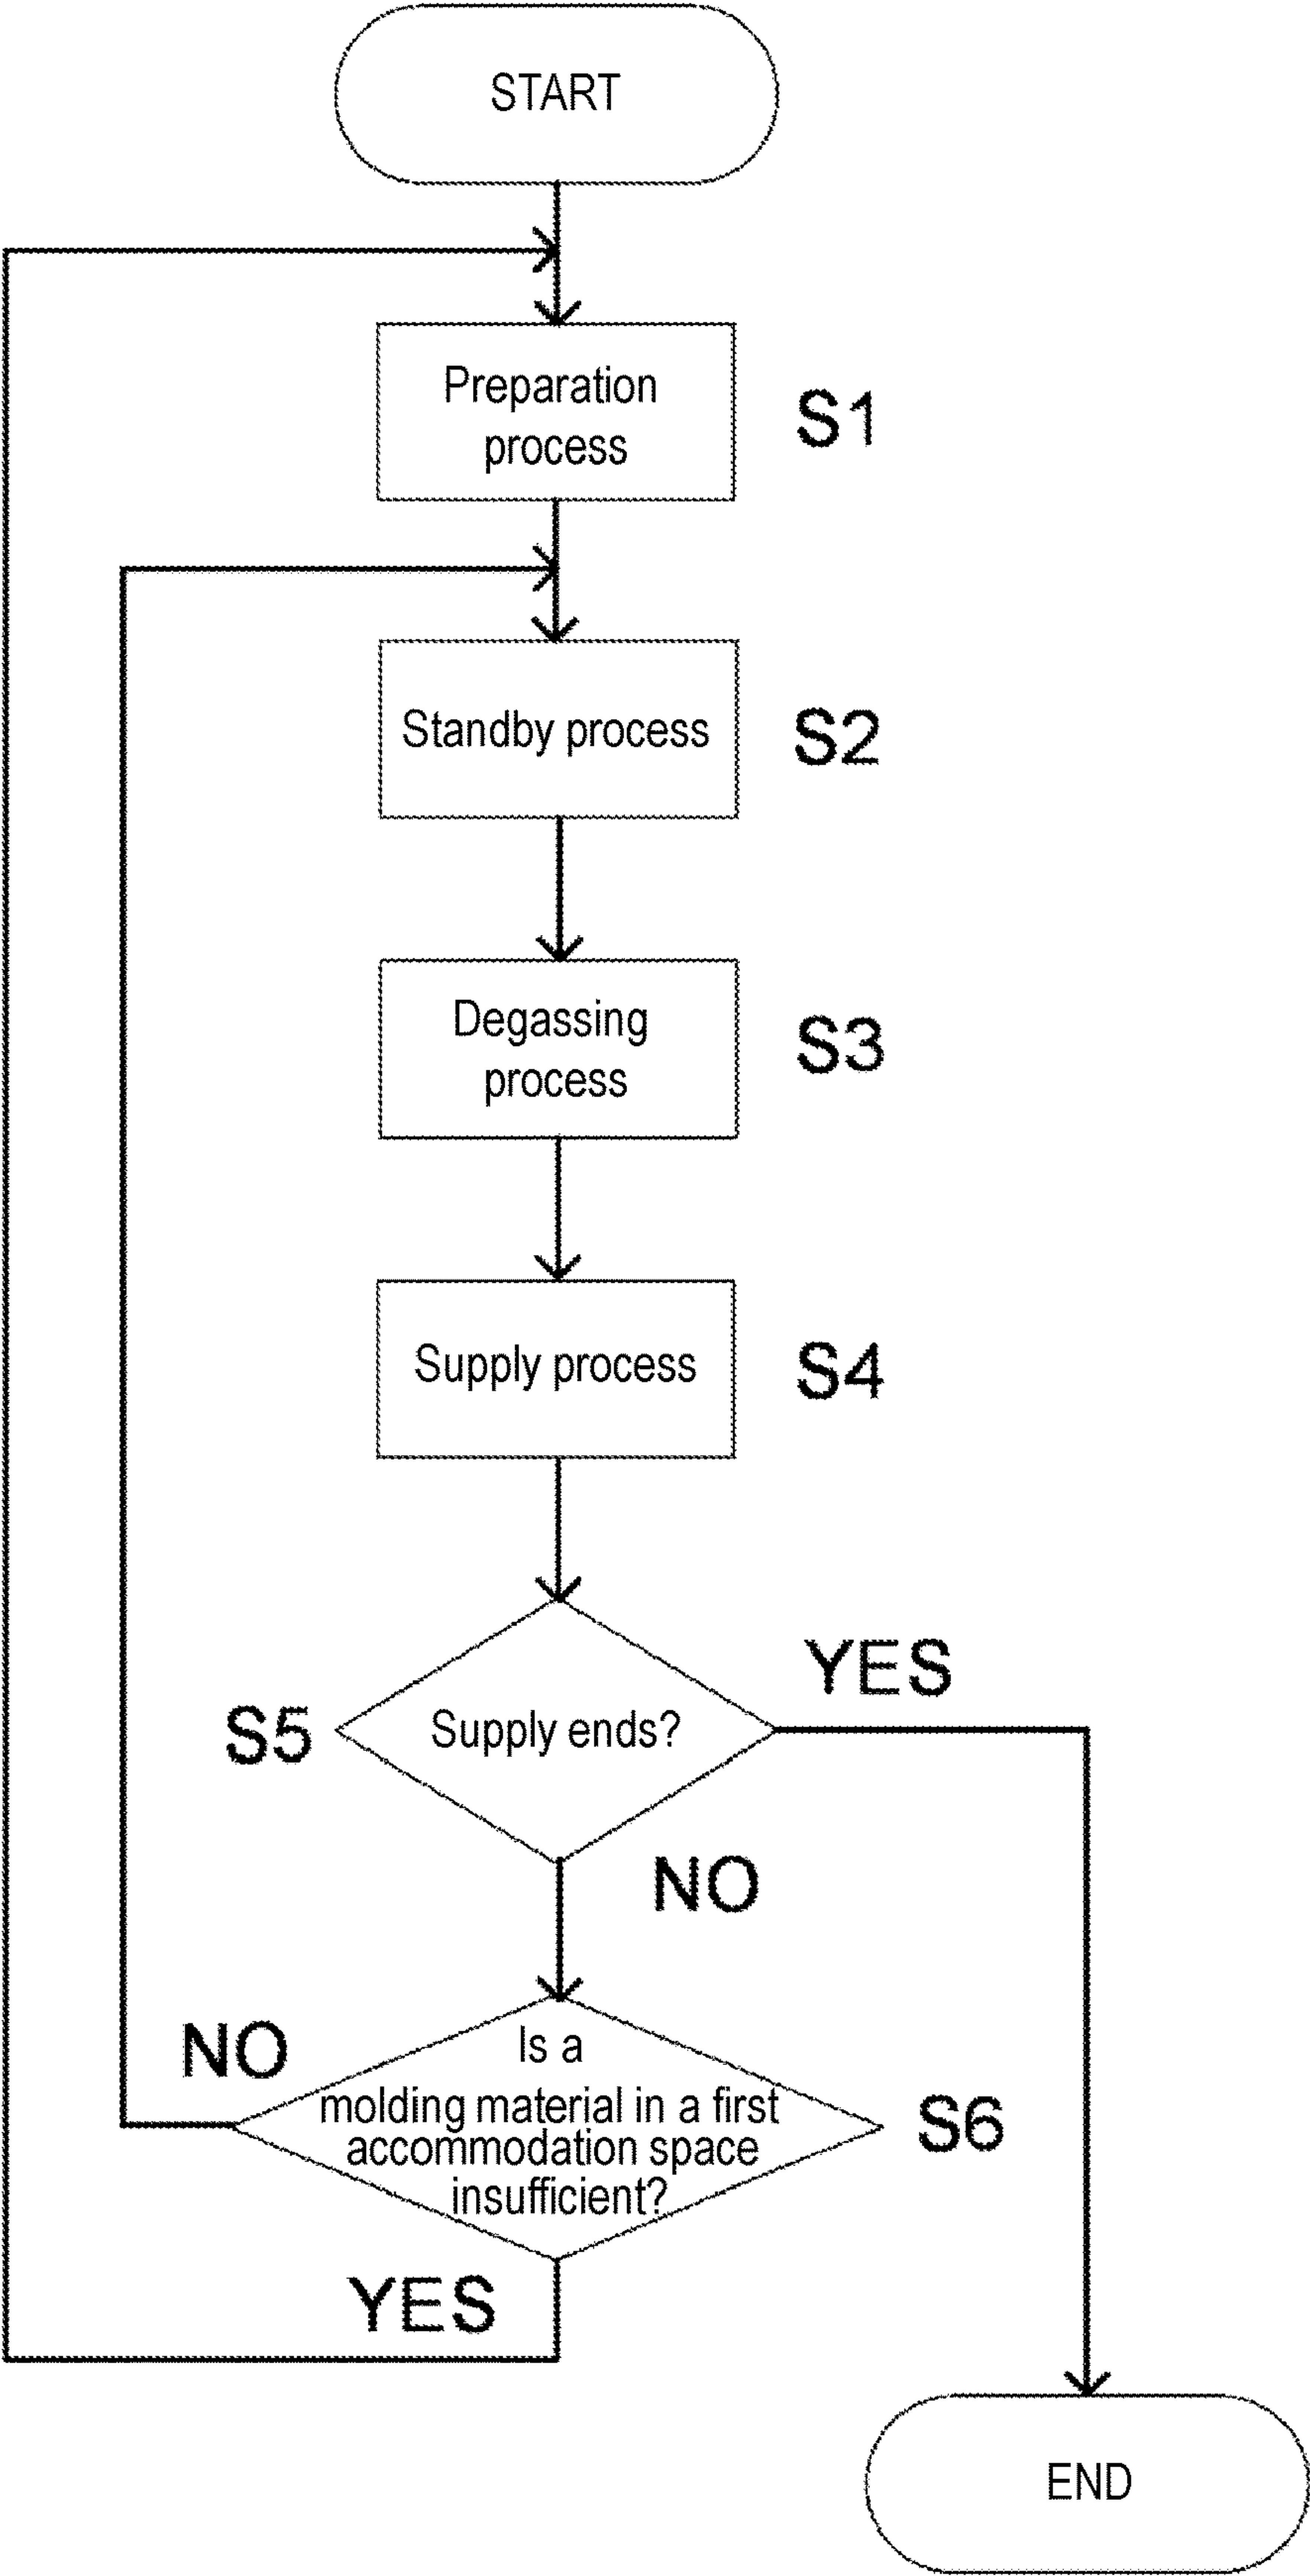 START
Preparation
process
S1
Standby process
S2
Degassing
process
S3
Supply process
S4
YES
S5
Supply ends?
NO
NO
Is a
molding material in a first
accommodation space
insufficient?
S6
YES
END